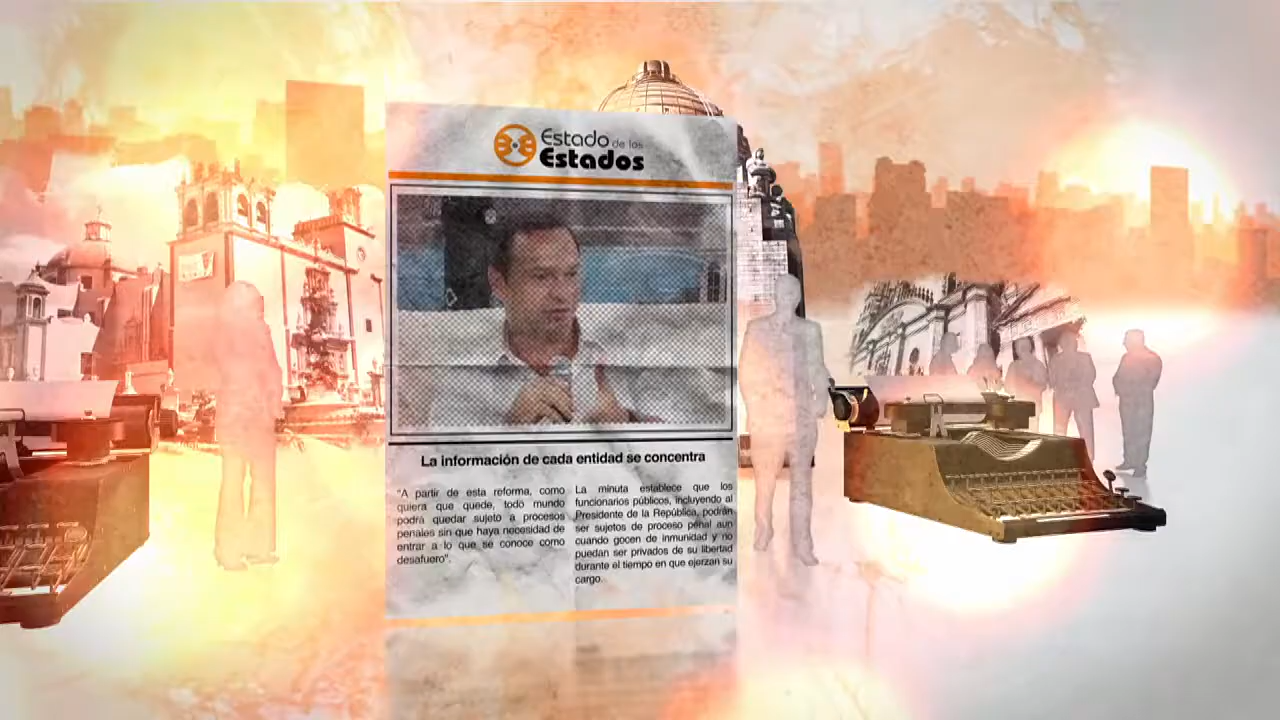 Estado de los
Estados
La información de cada entidad se concentra
"A partir de esta reforma, como
quiera que quede, todo mundo
podrá quedar sujeto a procesos
penales sin que haya necesidad de
entrar a lo que se conoce como
desafuero".
La minuta establece que los
funcionarios públicos, incluyendo al
Presidente de la República, podrán
ser sujetos de proceso penal aun
cuando gocen de inmunidad y no
puedan ser privados de su libertad
durante el tiempo en que ejerzan su
cargo.